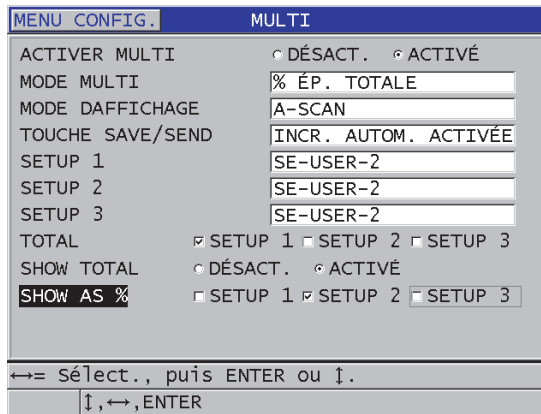 MENU CONFIG. MULTI
ACTIVER MULTI DÉSACT. ACTIVÉ
MODE MULTI % ÉP. TOTALE
MODE DAFFICHAGE A-SCAN
TOUCHE SAVE/SEND INCR. AUTOM. ACTIVÉE
SETUP 1 SE-USER-2
SETUP 2 SE-USER-2
SETUP 3 SE-USER-2
TOTAL SETUP 1 SETUP 2 SETUP 3
SHOW TOTAL DÉSACT. ACTIVÉ
SHOW AS % SETUP 1 SETUP 2 SETUP 3
↔= Sélect., puis ENTER ou ↕.
↕,↔,ENTER